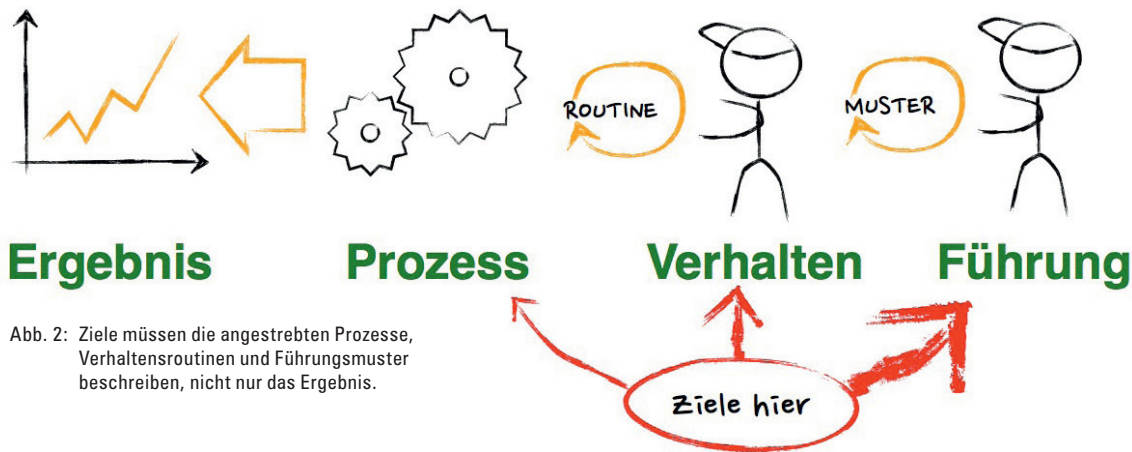 ROUTINE
MUSTER
Ergebnis
Prozess
Verhalten
Führung
Abb. 2: Ziele müssen die angestrebten Prozesse,
Verhaltensroutinen und Führungsmuster
beschreiben, nicht nur das Ergebnis.
Ziele hier